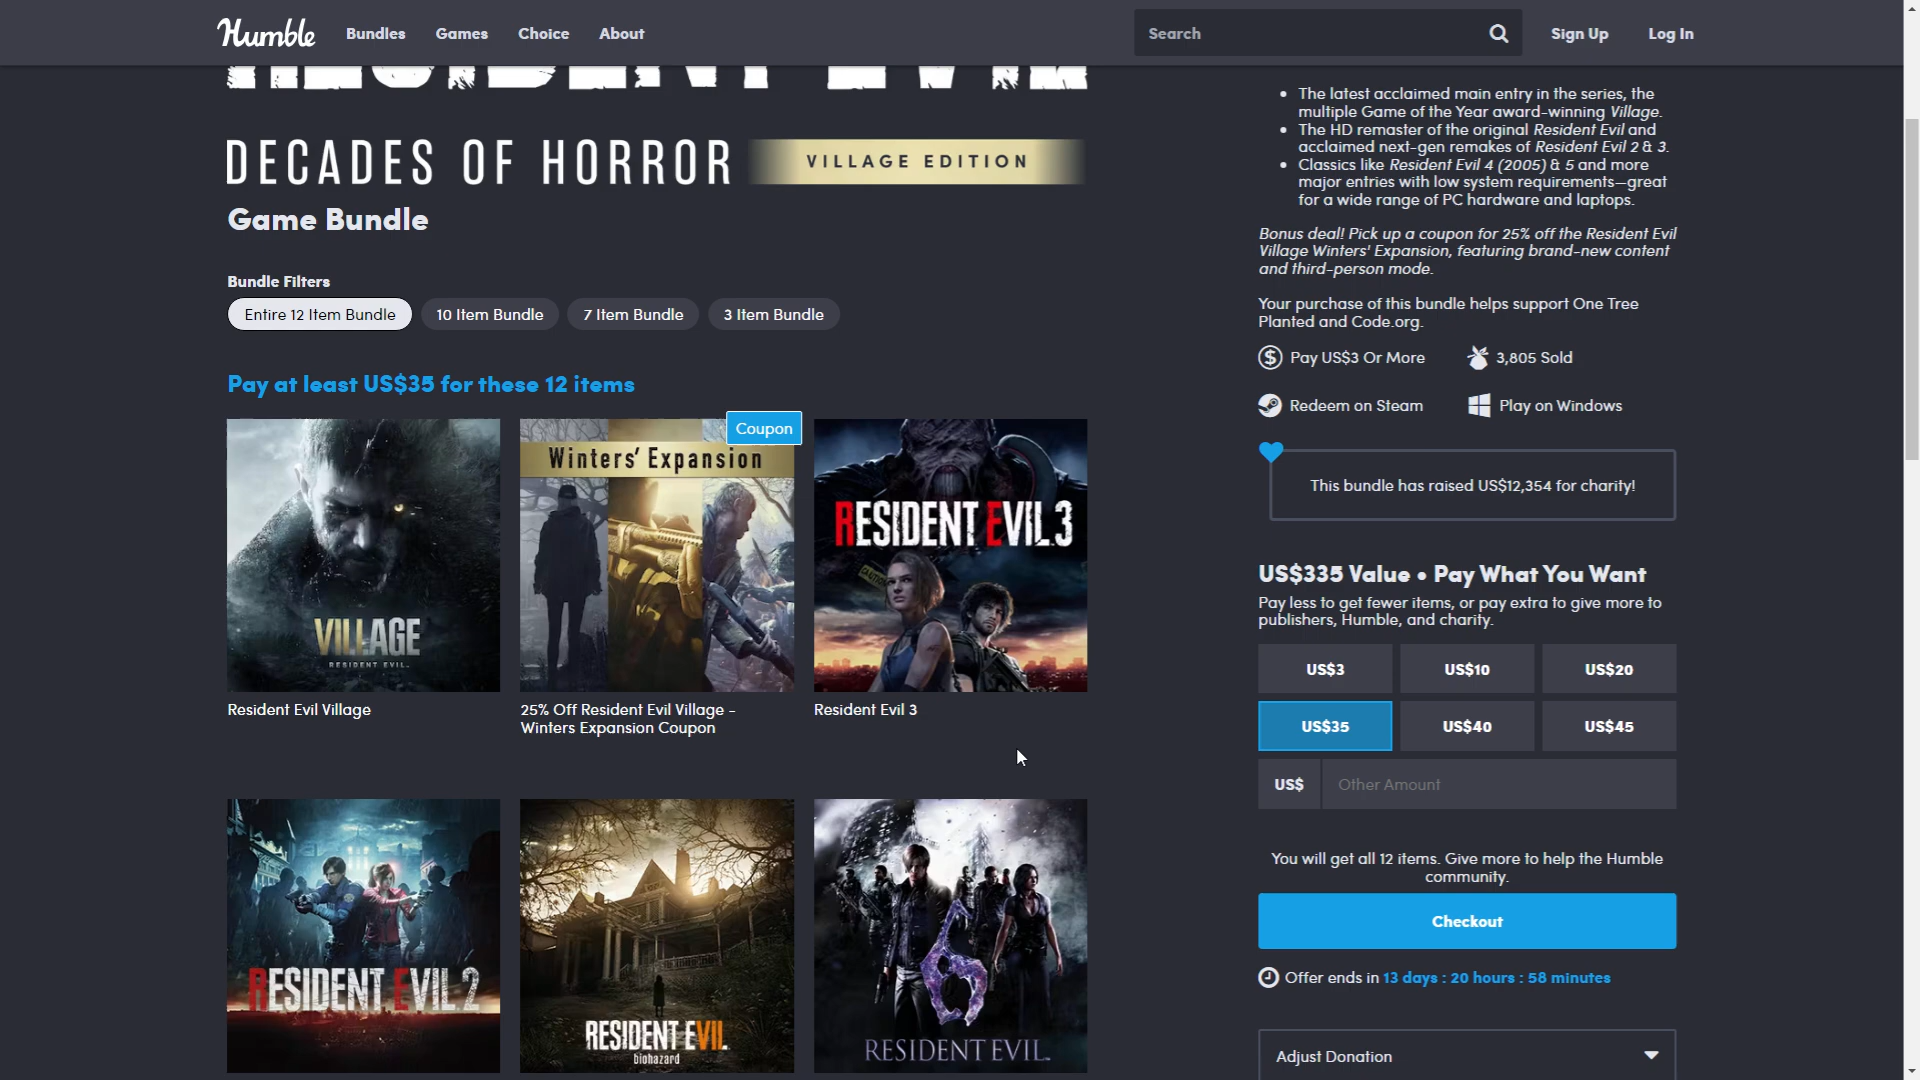 Humble
Bundles
Games
Choice
About
Search
Sign Up
Log In
RESIDENT EVIL
DECADES OF HORROR
VILLAGE EDITION
Game Bundle
Bundle Filters
Entire 12 Item Bundle
10 Item Bundle
7 Item Bundle
3 Item Bundle
Pay at least US$35 for these 12 items
VILLAGE
RESIDENT EVIL
Resident Evil Village
Coupon
Winters' Expansion
25% Off Resident Evil Village -
Winters Expansion Coupon
CAUTION
RESIDENT EVIL 3
Resident Evil 3
RESIDENT EVIL 2
RESIDENT EVII.
biohazard
6
RESIDENT EVIL
The latest acclaimed main entry in the series, the
multiple Game of the Year award-winning Village.
The HD remaster of the original Resident Evil and
acclaimed next-gen remakes of Resident Evil 2 & 3.
Classics like Resident Evil 4 (2005) & 5 and more
major entries with low system requirements—great
for a wide range of PC hardware and laptops.
Bonus deal! Pick up a coupon for 25% off the Resident Evil
Village Winters' Expansion, featuring brand-new content
and third-person mode.
Your purchase of this bundle helps support One Tree
Planted and Code.org.
Pay US$3 Or More
3,805 Sold
Redeem on Steam
Play on Windows
This bundle has raised US$12,354 for charity!
US$335 Value • Pay What You Want
Pay less to get fewer items, or pay extra to give more to
publishers, Humble, and charity.
US$3
US$10
US$20
US$35
US$40
US$45
US$
Other Amount
You will get all 12 items. Give more to help the Humble
community.
Checkout
Offer ends in 13 days : 20 hours : 58 minutes
Adjust Donation